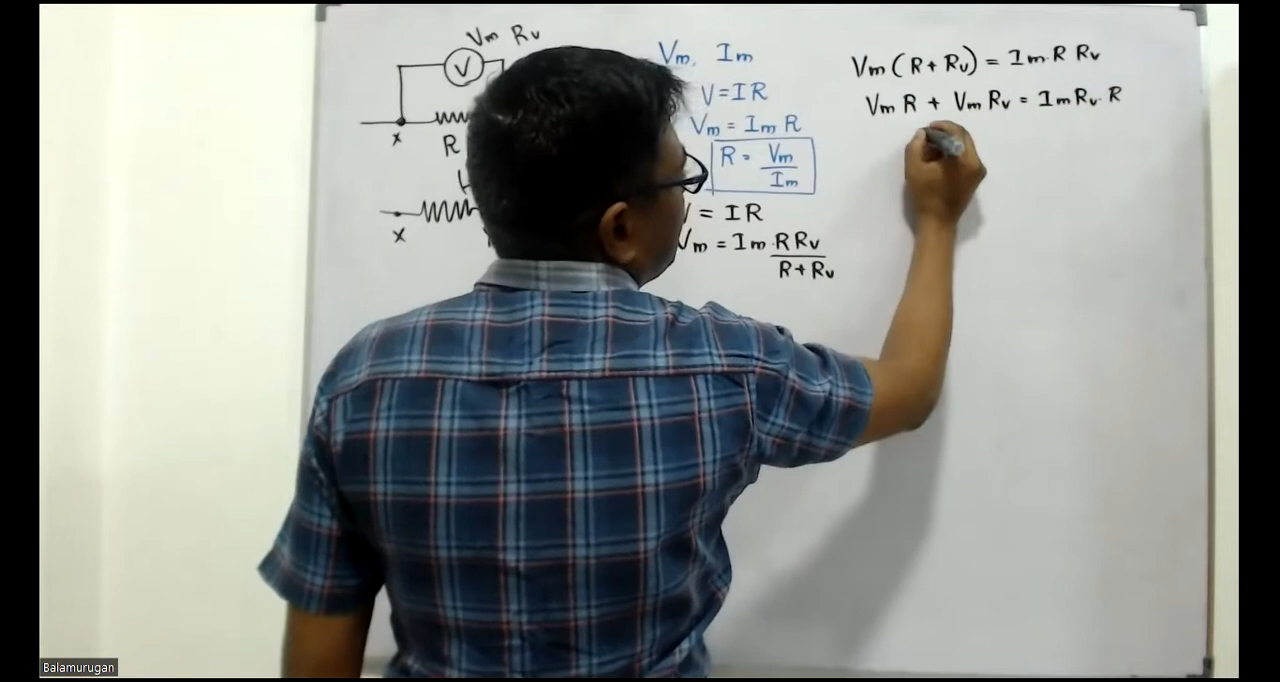 Vm Rv
V
x
R
x
Vm, Im
V = IR
Vm = Im R
R = Vm / Im
= IR
Vm = Im · R Rv / R + Rv
Vm (R + Rv) = Im · R Rv
Vm R + Vm Rv = Im Rv · R
Balamurugan